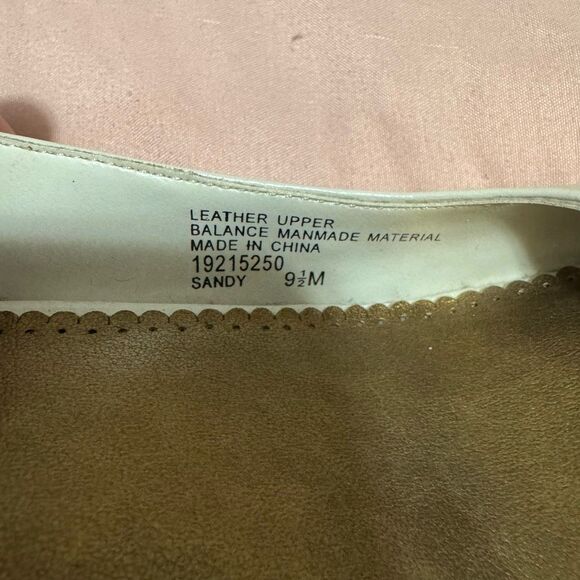 LEATHER UPPER
BALANCE MANMADE MATERIAL
MADE IN CHINA
19215250
SANDY 9½M